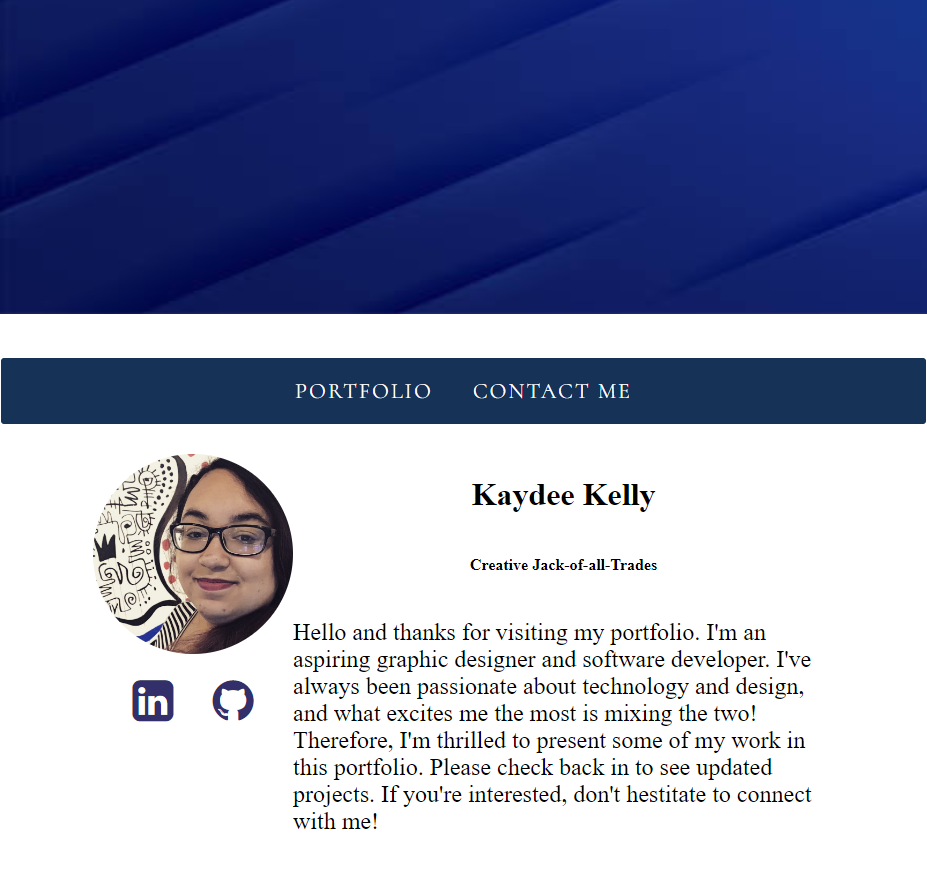 PORTFOLIO CONTACT ME
Kaydee Kelly
Creative Jack-of-all-Trades
Hello and thanks for visiting my portfolio. I'm an
aspiring graphic designer and software developer. I've
always been passionate about technology and design,
and what excites me the most is mixing the two!
Therefore, I'm thrilled to present some of my work in
this portfolio. Please check back in to see updated
projects. If you're interested, don't hestitate to connect
with me!
in